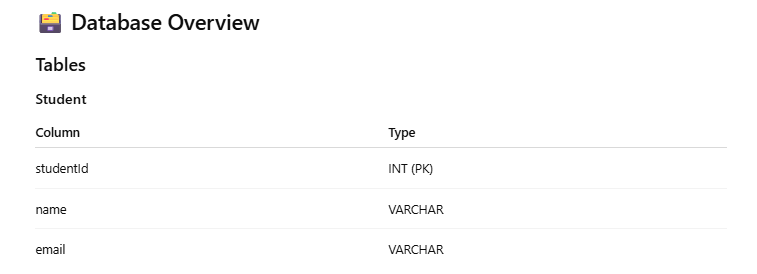 Database Overview
Tables
Student
Column Type
studentId INT (PK)
name VARCHAR
email VARCHAR